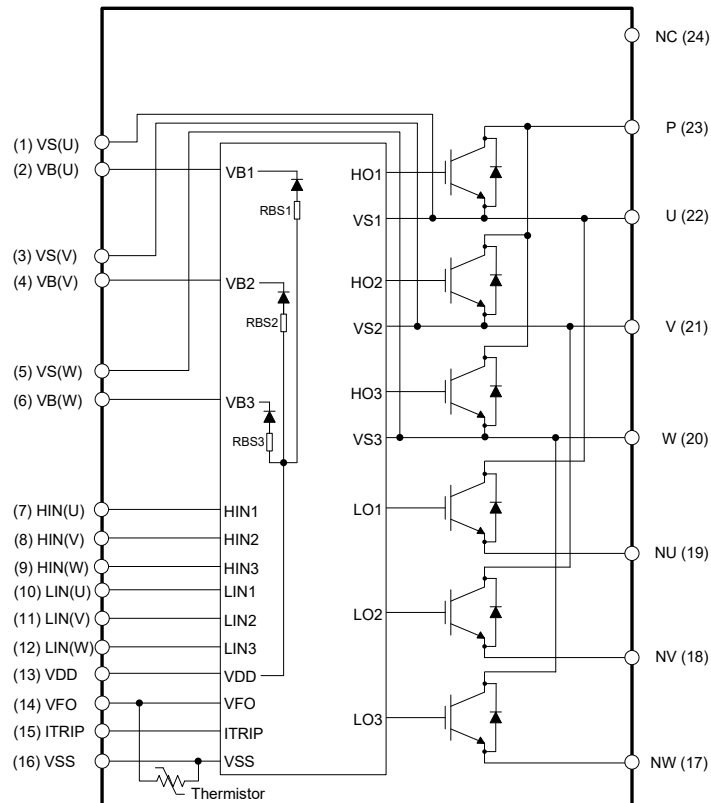 NC (24)
P (23)
(1) VS(U)
(2) VB(U)
VB1
HO1
RBS1
VS1
U (22)
(3) VS(V)
(4) VB(V)
VB2
HO2
RBS2
VS2
V (21)
(5) VS(W)
(6) VB(W)
VB3
HO3
RBS3
VS3
W (20)
(7) HIN(U)
HIN1
LO1
(8) HIN(V)
HIN2
(9) HIN(W)
HIN3
NU (19)
(10) LIN(U)
LIN1
(11) LIN(V)
LIN2
LO2
(12) LIN(W)
LIN3
NV (18)
(13) VDD
VDD
(14) VFO
VFO
LO3
(15) ITRIP
ITRIP
(16) VSS
VSS
NW (17)
Thermistor